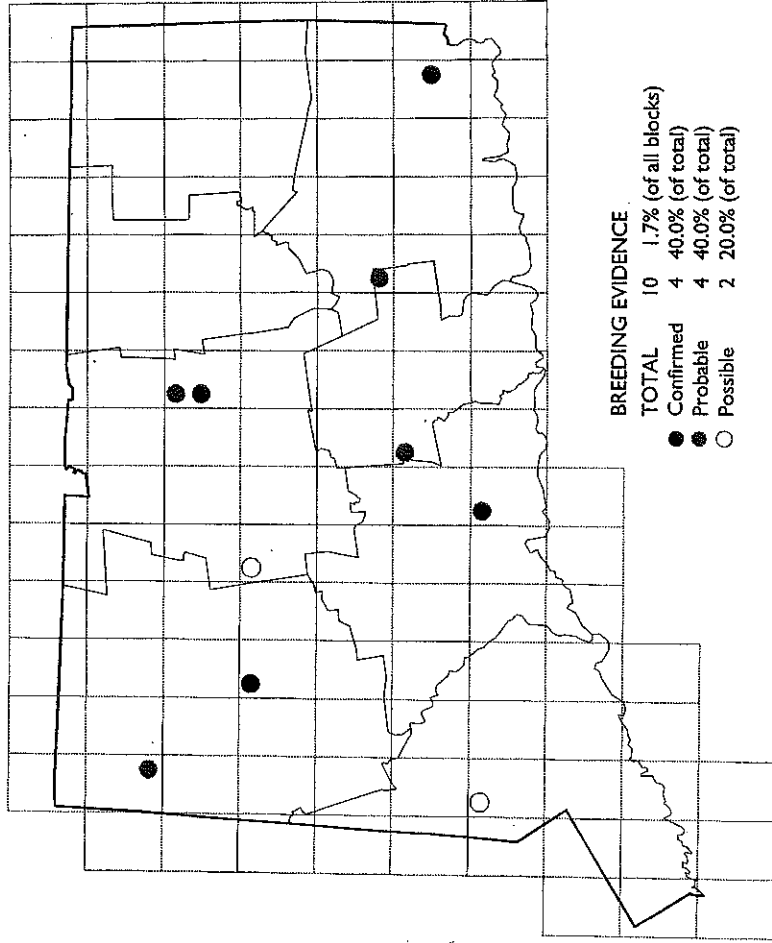 BREEDING EVIDENCE
TOTAL 10 1.7% (of all blocks)
Confirmed 4 40.0% (of total)
Probable 4 40.0% (of total)
Possible 2 20.0% (of total)